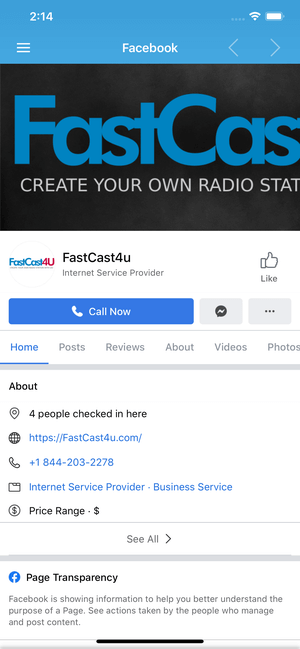 2:14
Facebook
FastCas
CREATE YOUR OWN RADIO STAT
FastCast4U
FastCast4u
Internet Service Provider
Like
Call Now
Home Posts Reviews About Videos Photos
About
4 people checked in here
https://FastCast4u.com/
+1 844-203-2278
Internet Service Provider · Business Service
Price Range · $
See All
Page Transparency
Facebook is showing information to help you better understand the
purpose of a Page. See actions taken by the people who manage
and post content.